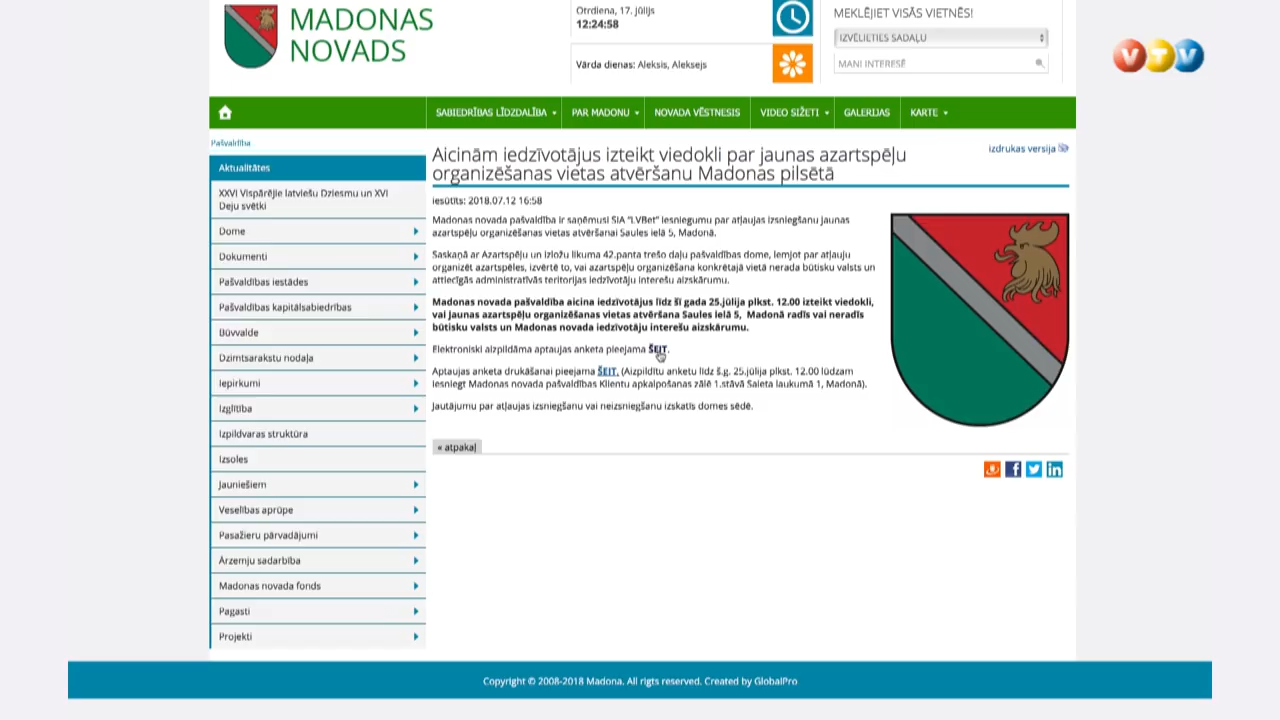 MADONAS
NOVADS
Otrdiena, 17. jūlijs
12:24:58
Vārda dienas: Aleksis, Aleksejs
MEKLĒJIET VISĀS VIETNĒS!
IZVĒLIETIES SADAĻU
MANI INTERESĒ
VTV
SABIEDRĪBAS LĪDZDALĪBA
PAR MADONU
NOVADA VĒSTNESIS
VIDEO SIŽETI
GALERIJAS
KARTE
Pašvaldība
Aktualitātes
XXVI Vispārējie latviešu Dziesmu un XVI
Deju svētki
Dome
Dokumenti
Pašvaldības iestādes
Pašvaldības kapitālsabiedrības
Būvvalde
Dzimtsarakstu nodaļa
Iepirkumi
Izglītība
Izpildvaras struktūra
Izsoles
Jauniešiem
Veselības aprūpe
Pasažieru pārvadājumi
Ārzemju sadarbība
Madonas novada fonds
Pagasti
Projekti
izdrukas versija
Aicinām iedzīvotājus izteikt viedokli par jaunas azartspēļu
organizēšanas vietas atvēršanu Madonas pilsētā
iesūtīts: 2018.07.12 16:58
Madonas novada pašvaldība ir saņēmusi SIA "LVBet" iesniegumu par atļaujas izsniegšanu jaunas
azartspēļu organizēšanas vietas atvēršanai Saules ielā 5, Madonā.
Saskaņā ar Azartspēļu un izložu likuma 42.panta trešo daļu pašvaldības dome, lemjot par atļauju
organizēt azartspēles, izvērtē to, vai azartspēļu organizēšana konkrētajā vietā nerada būtisku valsts un
attiecīgās administratīvās teritorijas iedzīvotāju interešu aizskārumu.
Madonas novada pašvaldība aicina iedzīvotājus līdz šī gada 25.jūlija plkst. 12.00 izteikt viedokli,
vai jaunas azartspēļu organizēšanas vietas atvēršana Saules ielā 5, Madonā radīs vai neradīs
būtisku valsts un Madonas novada iedzīvotāju interešu aizskārumu.
Elektroniski aizpildāma aptaujas anketa pieejama ŠEIT.
Aptaujas anketa drukāšanai pieejama ŠEIT. (Aizpildītu anketu līdz š.g. 25.jūlija plkst. 12.00 lūdzam
iesniegt Madonas novada pašvaldības Klientu apkalpošanas zālē 1.stāvā Saieta laukumā 1, Madonā).
Jautājumu par atļaujas izsniegšanu vai neizsniegšanu izskatīs domes sēdē.
« atpakaļ
Copyright © 2008-2018 Madona. All rigts reserved. Created by GlobalPro